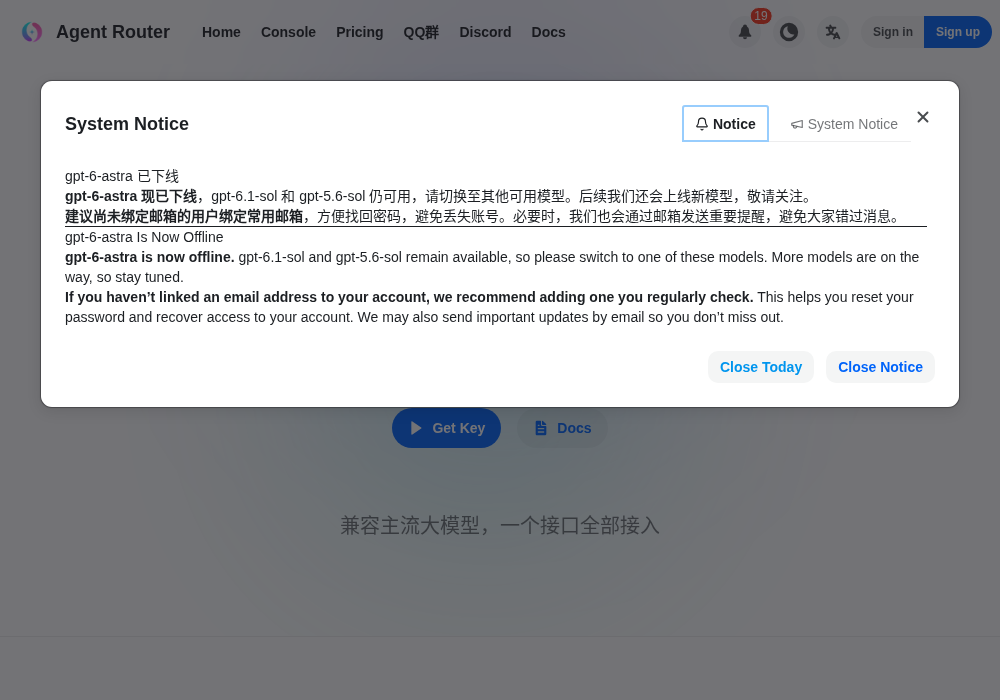 Agent Router Home Console Pricing QQ群 Discord Docs 19 Sign in Sign up
System Notice Notice System Notice
gpt-6-astra 已下线
gpt-6-astra 现已下线，gpt-6.1-sol 和 gpt-5.6-sol 仍可用，请切换至其他可用模型。后续我们还会上线新模型，敬请关注。
建议尚未绑定邮箱的用户绑定常用邮箱，方便找回密码，避免丢失账号。必要时，我们也会通过邮箱发送重要提醒，避免大家错过消息。
gpt-6-astra Is Now Offline
gpt-6-astra is now offline. gpt-6.1-sol and gpt-5.6-sol remain available, so please switch to one of these models. More models are on the
way, so stay tuned.
If you haven’t linked an email address to your account, we recommend adding one you regularly check. This helps you reset your
password and recover access to your account. We may also send important updates by email so you don’t miss out.
Close Today Close Notice
Get Key Docs
兼容主流大模型，一个接口全部接入